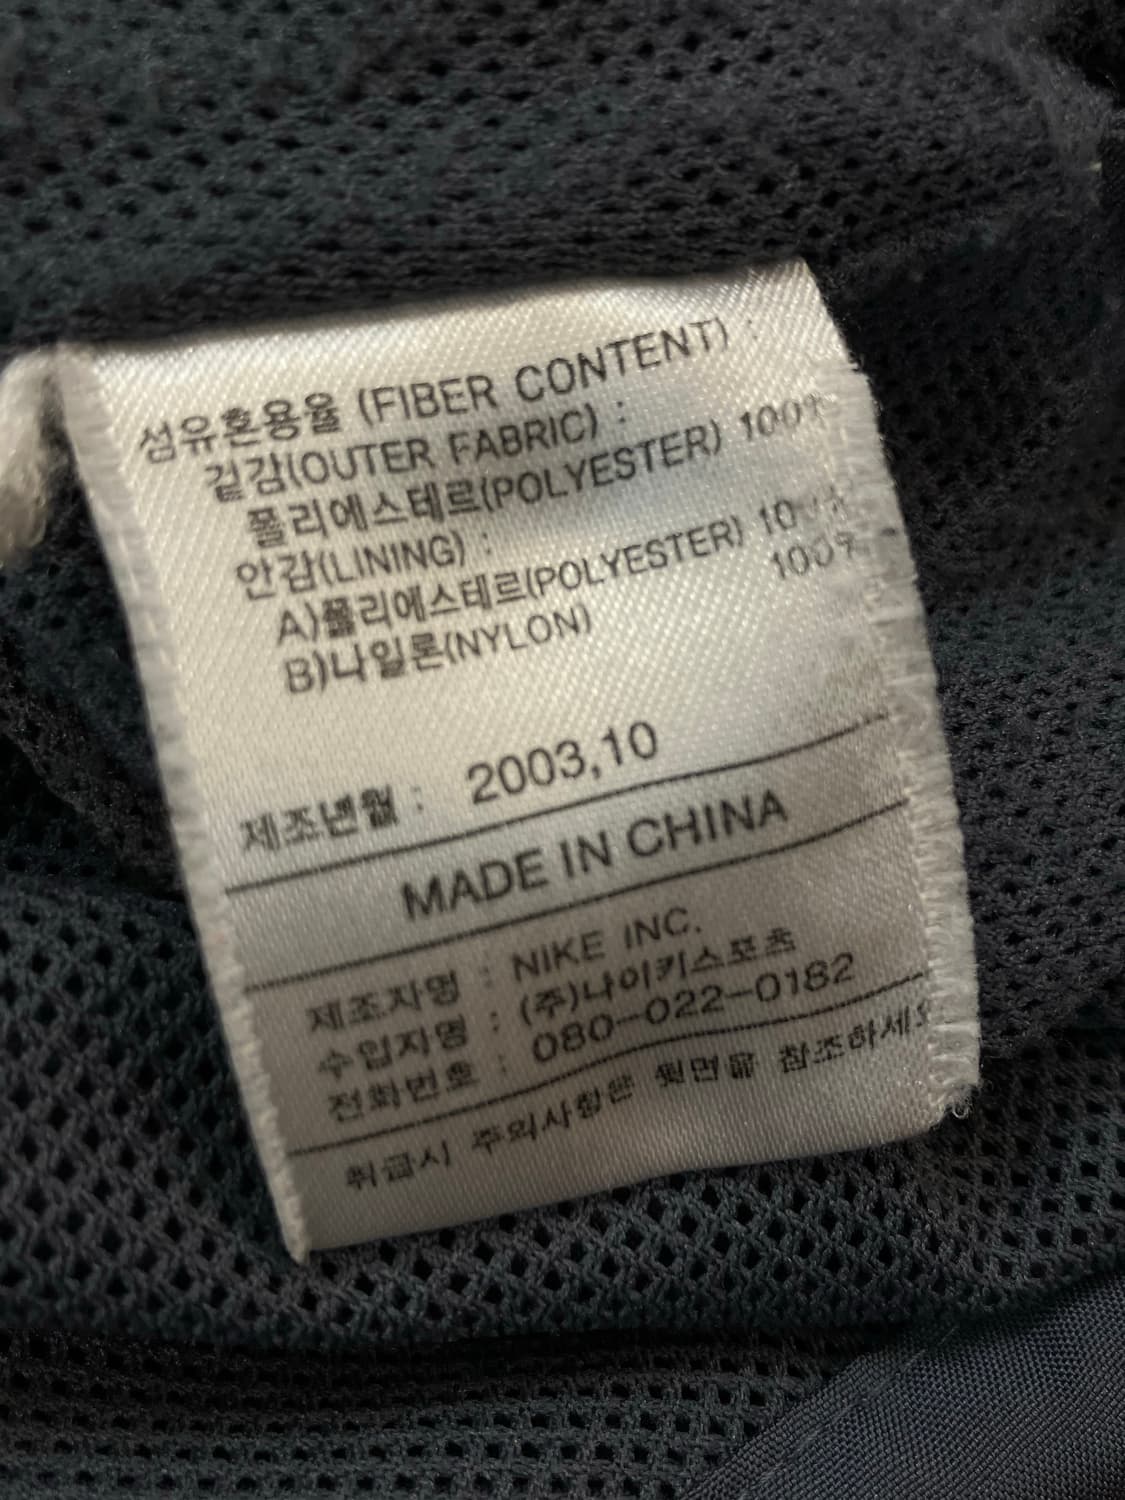 섬유혼용율 (FIBER CONTENT) :
겉감(OUTER FABRIC) :
폴리에스테르(POLYESTER) 100%
안감(LINING) :
A)폴리에스테르(POLYESTER) 100%
B)나일론(NYLON) 100%
제조년월 : 2003,10
MADE IN CHINA
제조자명 : NIKE INC.
수입자명 : (주)나이키스포츠
전화번호 : 080-022-0182
취급시 주의사항은 뒷면을 참조하세요